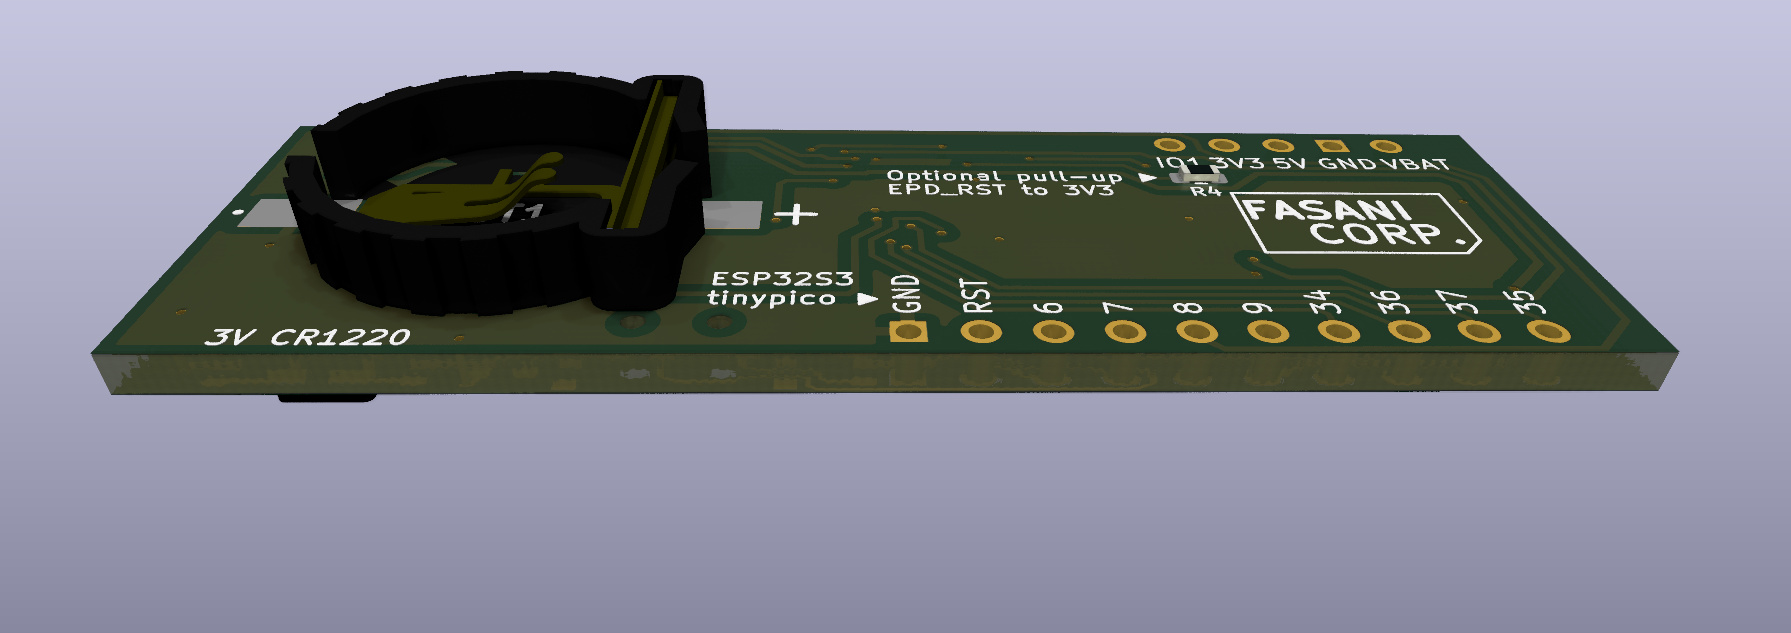 IO1 3V3 5V GND VBAT
Optional pull-up
EPD_RST to 3V3
R4
FASANI
CORP.
+
ESP32S3
tinypico
GND RST 6 7 8 9 34 36 37 35
3V CR1220